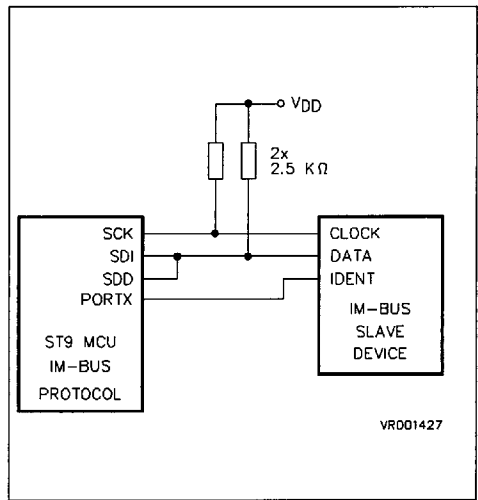 VDD
2x
2.5 KΩ
SCK
SDI
SDD
PORTX
ST9 MCU
IM-BUS
PROTOCOL
CLOCK
DATA
IDENT
IM-BUS
SLAVE
DEVICE
VR001427